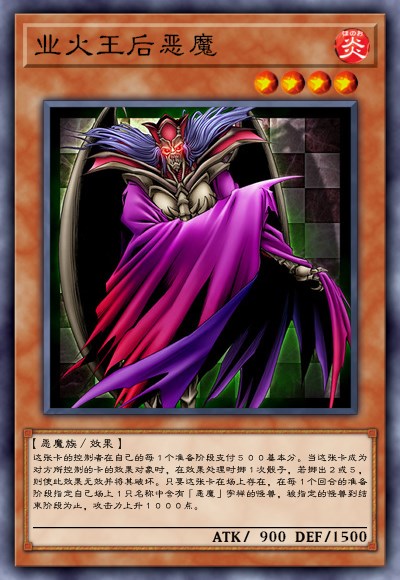 业火王后恶魔
ほのお
炎
【恶魔族／效果】
这张卡的控制者在自己的每1个准备阶段支付500基本分。当这张卡成为
对方所控制的卡的效果对象时，在效果处理时掷1次骰子，若掷出2或5，
则使此效果无效并将其破坏。只要这张卡在场上存在，在每1个回合的准备
阶段指定自己场上1只名称中含有「恶魔」字样的怪兽，被指定的怪兽到结
束阶段为止，攻击力上升1000点。
ATK/ 900 DEF/1500